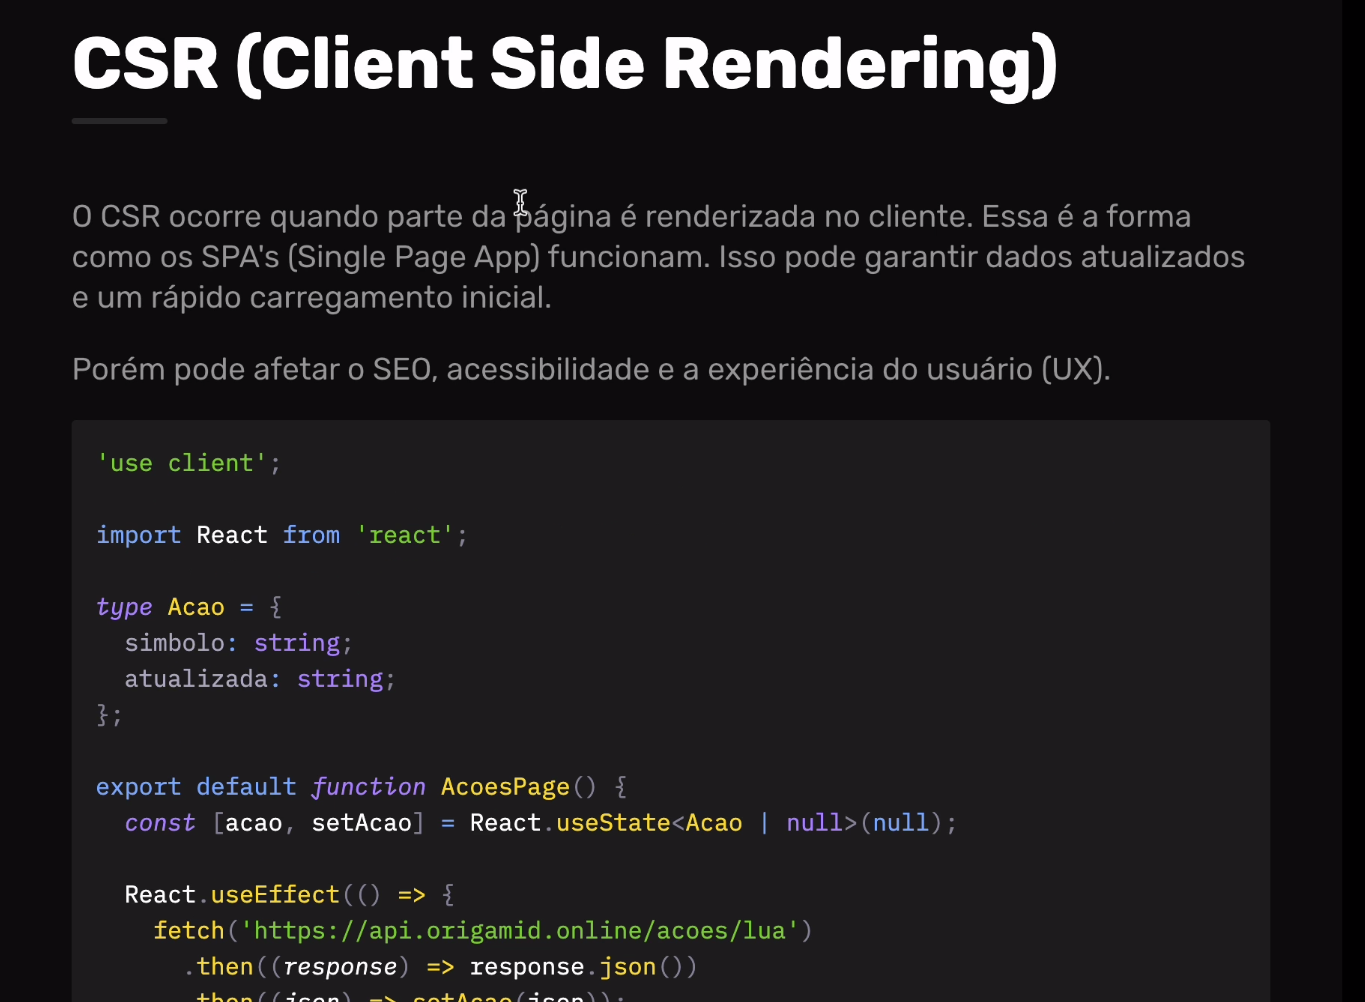 CSR (Client Side Rendering)
O CSR ocorre quando parte da página é renderizada no cliente. Essa é a forma
como os SPA's (Single Page App) funcionam. Isso pode garantir dados atualizados
e um rápido carregamento inicial.
Porém pode afetar o SEO, acessibilidade e a experiência do usuário (UX).
'use client';
import React from 'react';
type Acao = {
  simbolo: string;
  atualizada: string;
};
export default function AcoesPage() {
  const [acao, setAcao] = React.useState<Acao | null>(null);
  React.useEffect(() => {
    fetch('https://api.origamid.online/acoes/lua')
      .then((response) => response.json())
      .then((json) => setAcao(json));